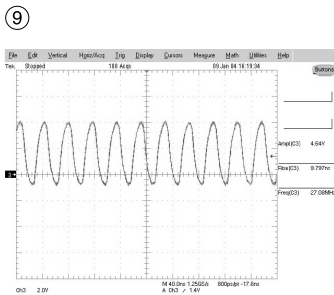 9
File Edit Vertical Horiz/Acq Trig Display Cursors Measure Math Utilities Help
Tek Stopped 188 Acqs 09 Jan 04 16:19:34
Buttons
Ampl(C3) 4.64V
Rise(C3) 9.797ns
Freq(C3) 27.08MHz
3
M 40.0ns 1.25GS/s 800ps/pt -17.6ns
Ch3 2.0V A Ch3 1.4V